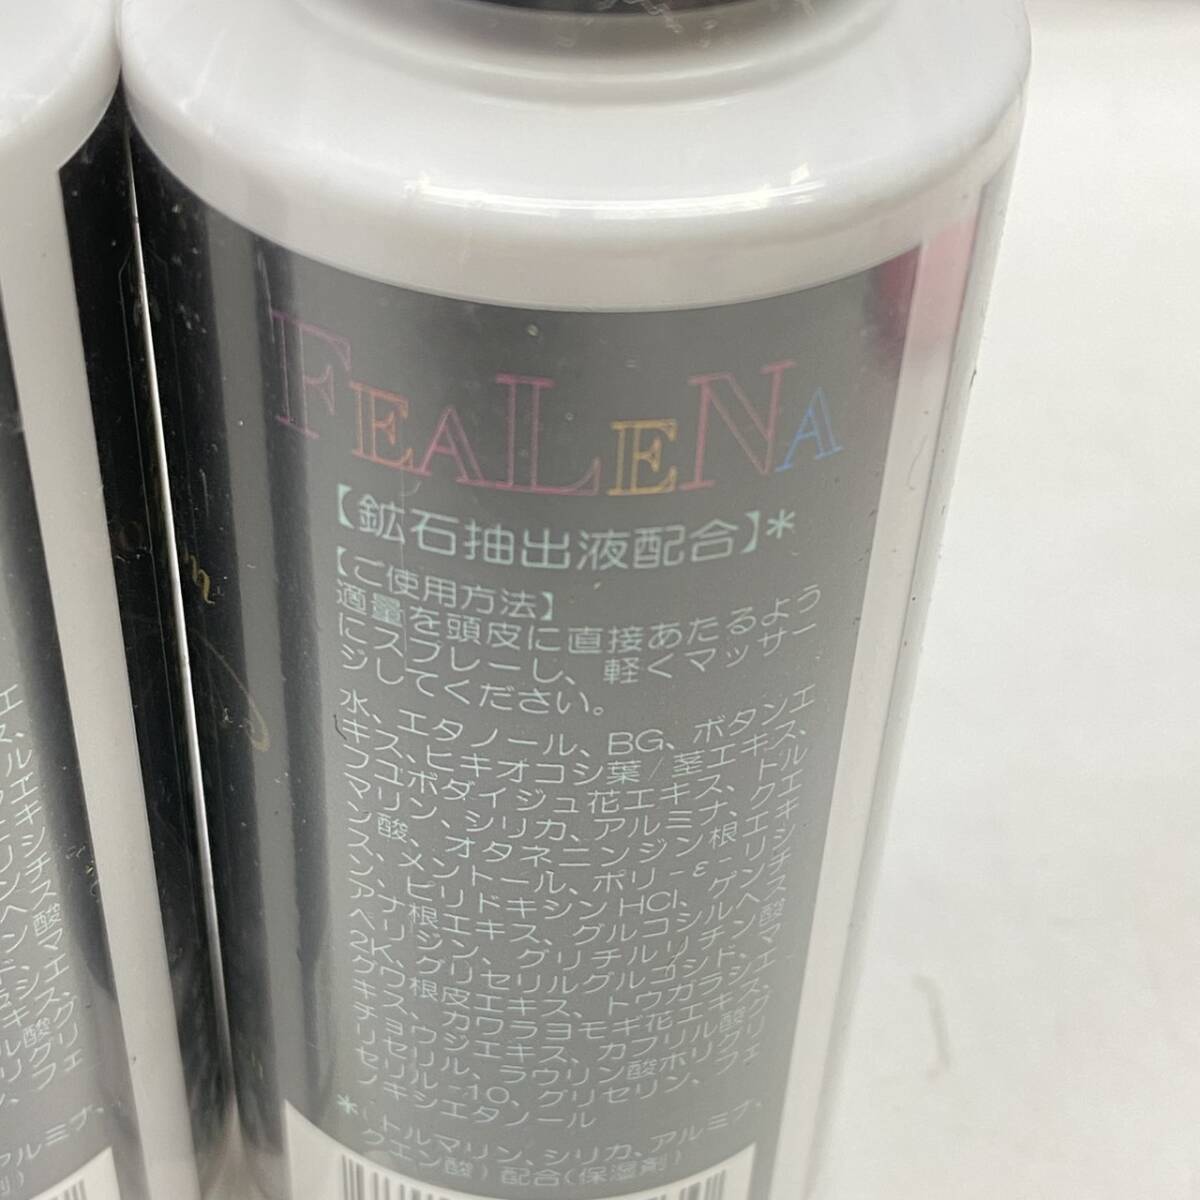 FEALENA
【鉱石抽出液配合】*
【ご使用方法】
適量を頭皮に直接あたるよう
にスプレーし、軽くマッサー
ジしてください。
水、エタノール、BG、ボタンエ
キス、ヒキオコシ葉/茎エキス、
フユボダイジュ花エキス、トル
マリン、シリカ、アルミナ、クエ
ン酸、オタネニンジン根エキ
ス、メントール、ポリ-ε-リシ
ン、ピリドキシンHCl、ゲンチ
アナ根エキス、グルコシルヘス
ペリジン、グリチルリチン酸
2K、グリセリルグルコシド、マ
グワ根皮エキス、トウガラシエ
キス、カワラヨモギ花エキス、
チョウジエキス、カプリル酸グ
リセリル、ラウリン酸ポリグリ
セリル-10、グリセリン、フェ
ノキシエタノール
*(トルマリン、シリカ、アルミナ、
クエン酸)配合(保湿剤)